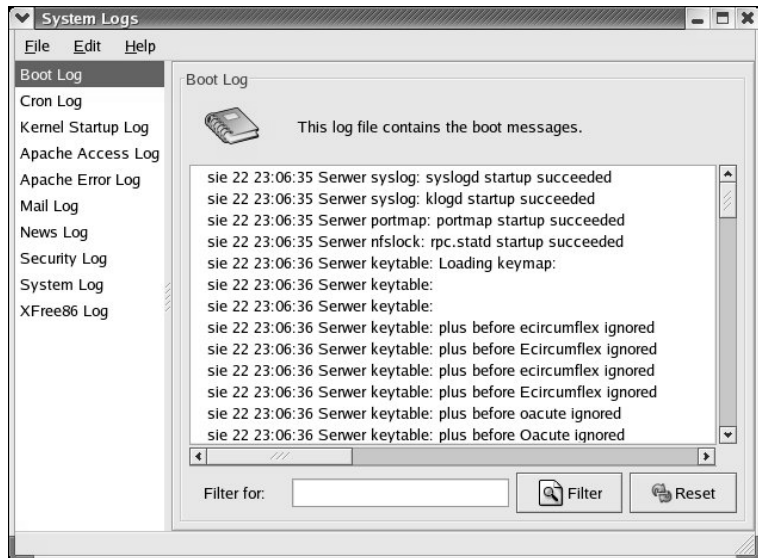 System Logs
File Edit Help
Boot Log
Cron Log
Kernel Startup Log
Apache Access Log
Apache Error Log
Mail Log
News Log
Security Log
System Log
XFree86 Log
Boot Log
This log file contains the boot messages.
sie 22 23:06:35 Serwer syslog: syslogd startup succeeded
sie 22 23:06:35 Serwer syslog: klogd startup succeeded
sie 22 23:06:35 Serwer portmap: portmap startup succeeded
sie 22 23:06:35 Serwer nfslock: rpc.statd startup succeeded
sie 22 23:06:36 Serwer keytable: Loading keymap:
sie 22 23:06:36 Serwer keytable:
sie 22 23:06:36 Serwer keytable:
sie 22 23:06:36 Serwer keytable: plus before ecircumflex ignored
sie 22 23:06:36 Serwer keytable: plus before Ecircumflex ignored
sie 22 23:06:36 Serwer keytable: plus before ecircumflex ignored
sie 22 23:06:36 Serwer keytable: plus before Ecircumflex ignored
sie 22 23:06:36 Serwer keytable: plus before oacute ignored
sie 22 23:06:36 Serwer keytable: plus before Oacute ignored
Filter for:
Filter
Reset